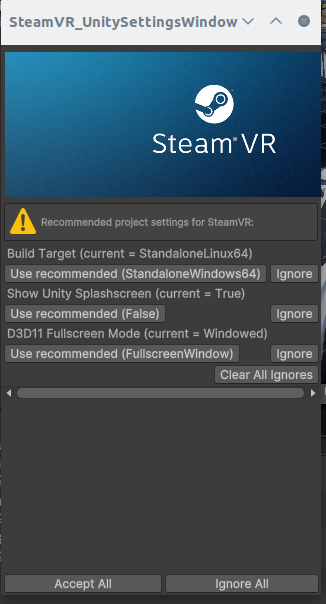 SteamVR_UnitySettingsWindow
Steam®VR
Recommended project settings for SteamVR:
Build Target (current = StandaloneLinux64)
Use recommended (StandaloneWindows64) Ignore
Show Unity Splashscreen (current = True)
Use recommended (False) Ignore
D3D11 Fullscreen Mode (current = Windowed)
Use recommended (FullscreenWindow) Ignore
Clear All Ignores
Accept All Ignore All